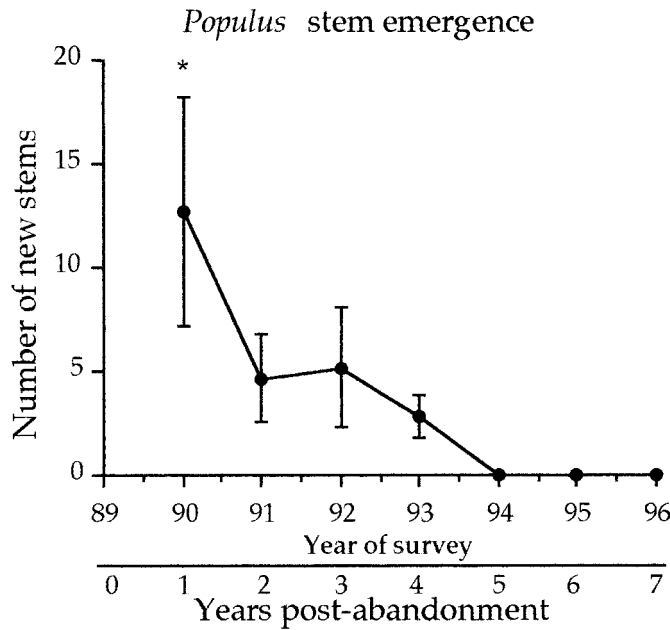 Populus stem emergence
*
20
15
10
5
0
Number of new stems
89 90 91 92 93 94 95 96
Year of survey
0 1 2 3 4 5 6 7
Years post-abandonment